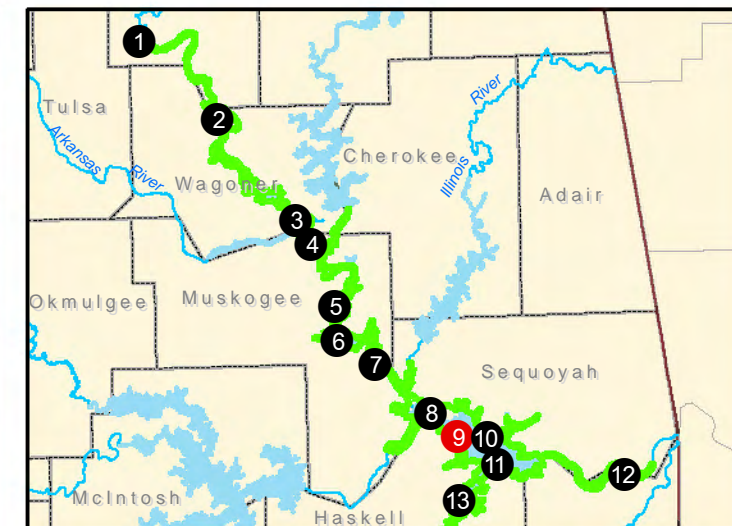 1
Tulsa
2
River
Arkansas
River
Cherokee
Illinois
Wagoner
Adair
3
4
Okmulgee
Muskogee
5
6
7
Sequoyah
8
9
10
11
12
McIntosh
13
Haskell